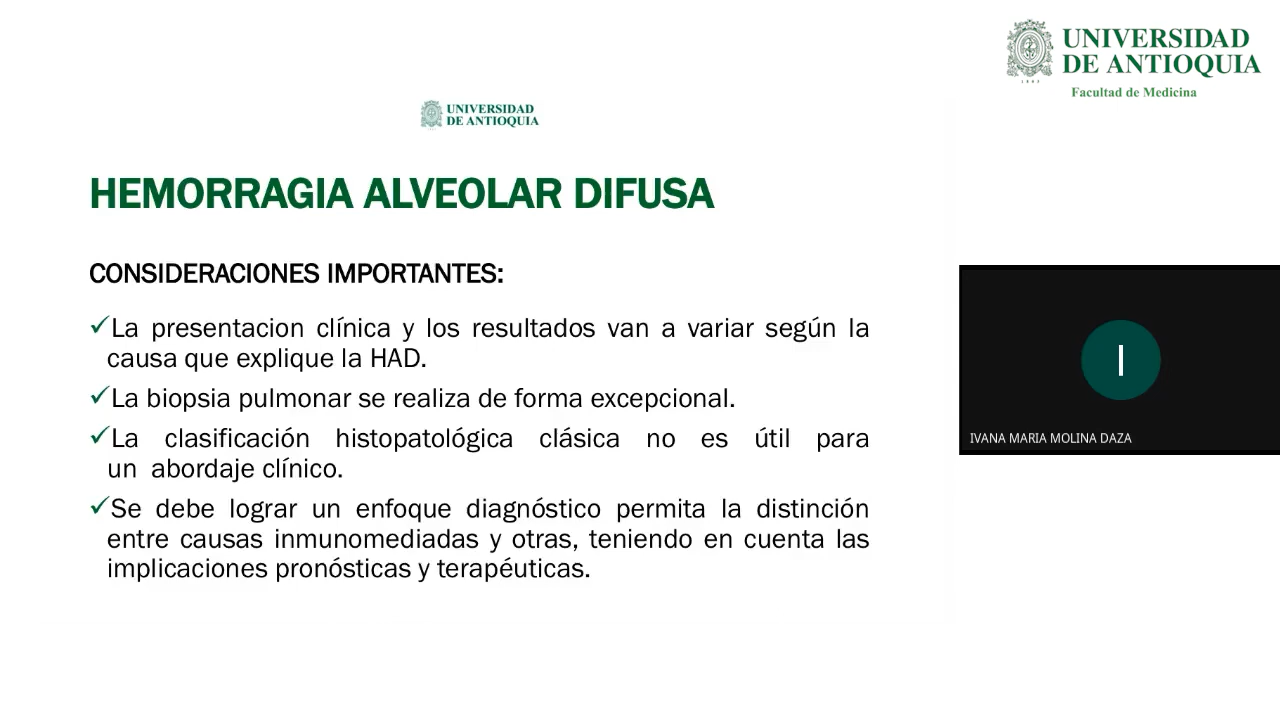 UNIVERSIDAD
DE ANTIOQUIA
1803
Facultad de Medicina
UNIVERSIDAD
DE ANTIOQUIA
HEMORRAGIA ALVEOLAR DIFUSA
CONSIDERACIONES IMPORTANTES:
✓La presentacion clínica y los resultados van a variar según la
causa que explique la HAD.
✓La biopsia pulmonar se realiza de forma excepcional.
✓La clasificación histopatológica clásica no es útil para
un abordaje clínico.
✓Se debe lograr un enfoque diagnóstico permita la distinción
entre causas inmunomediadas y otras, teniendo en cuenta las
implicaciones pronósticas y terapéuticas.
I
IVANA MARIA MOLINA DAZA